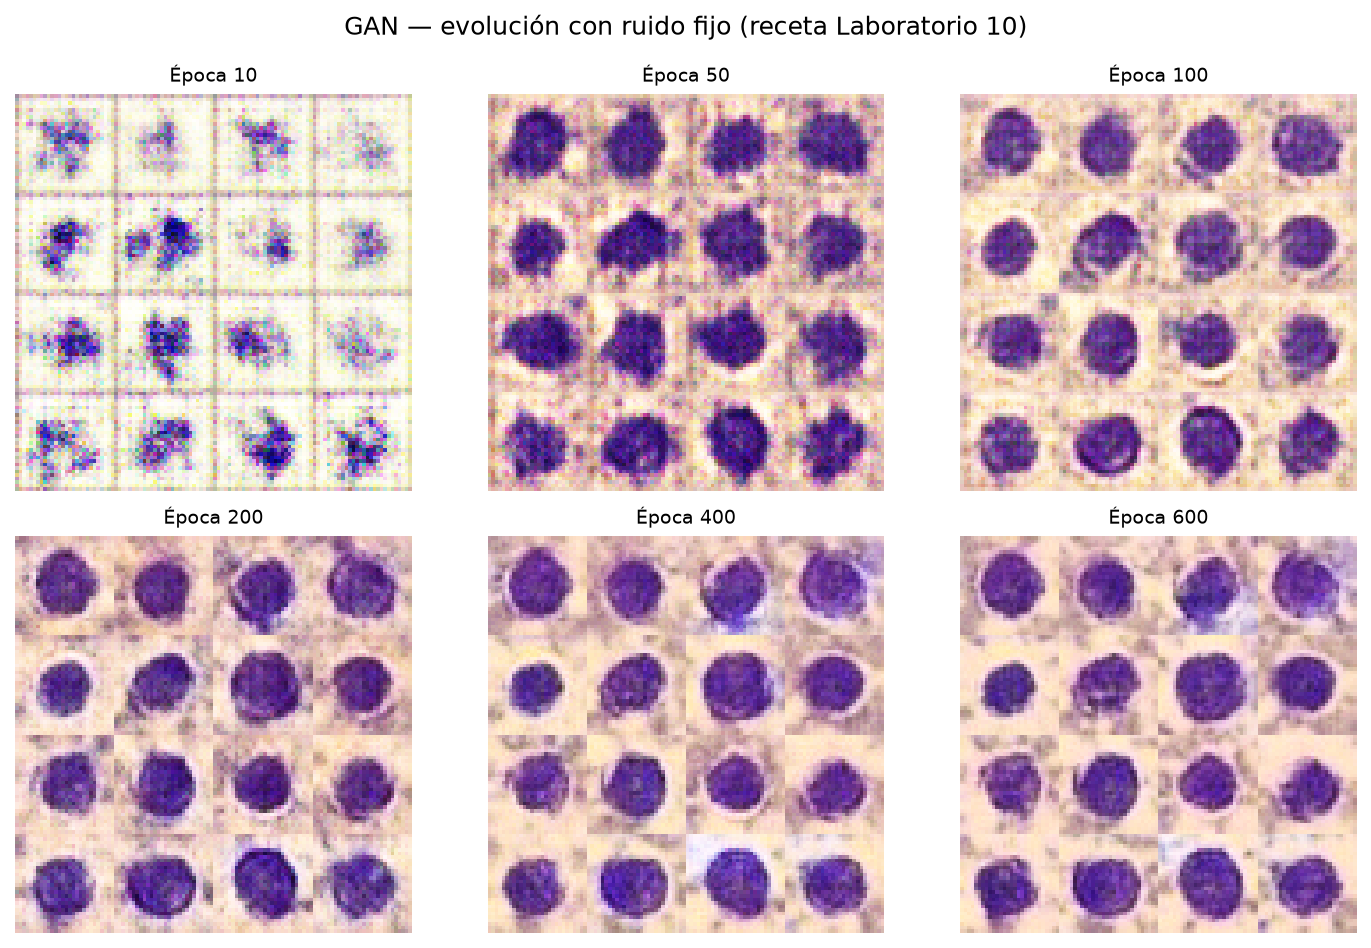 GAN — evolución con ruido fijo (receta Laboratorio 10)
Época 10
Época 50
Época 100
Época 200
Época 400
Época 600